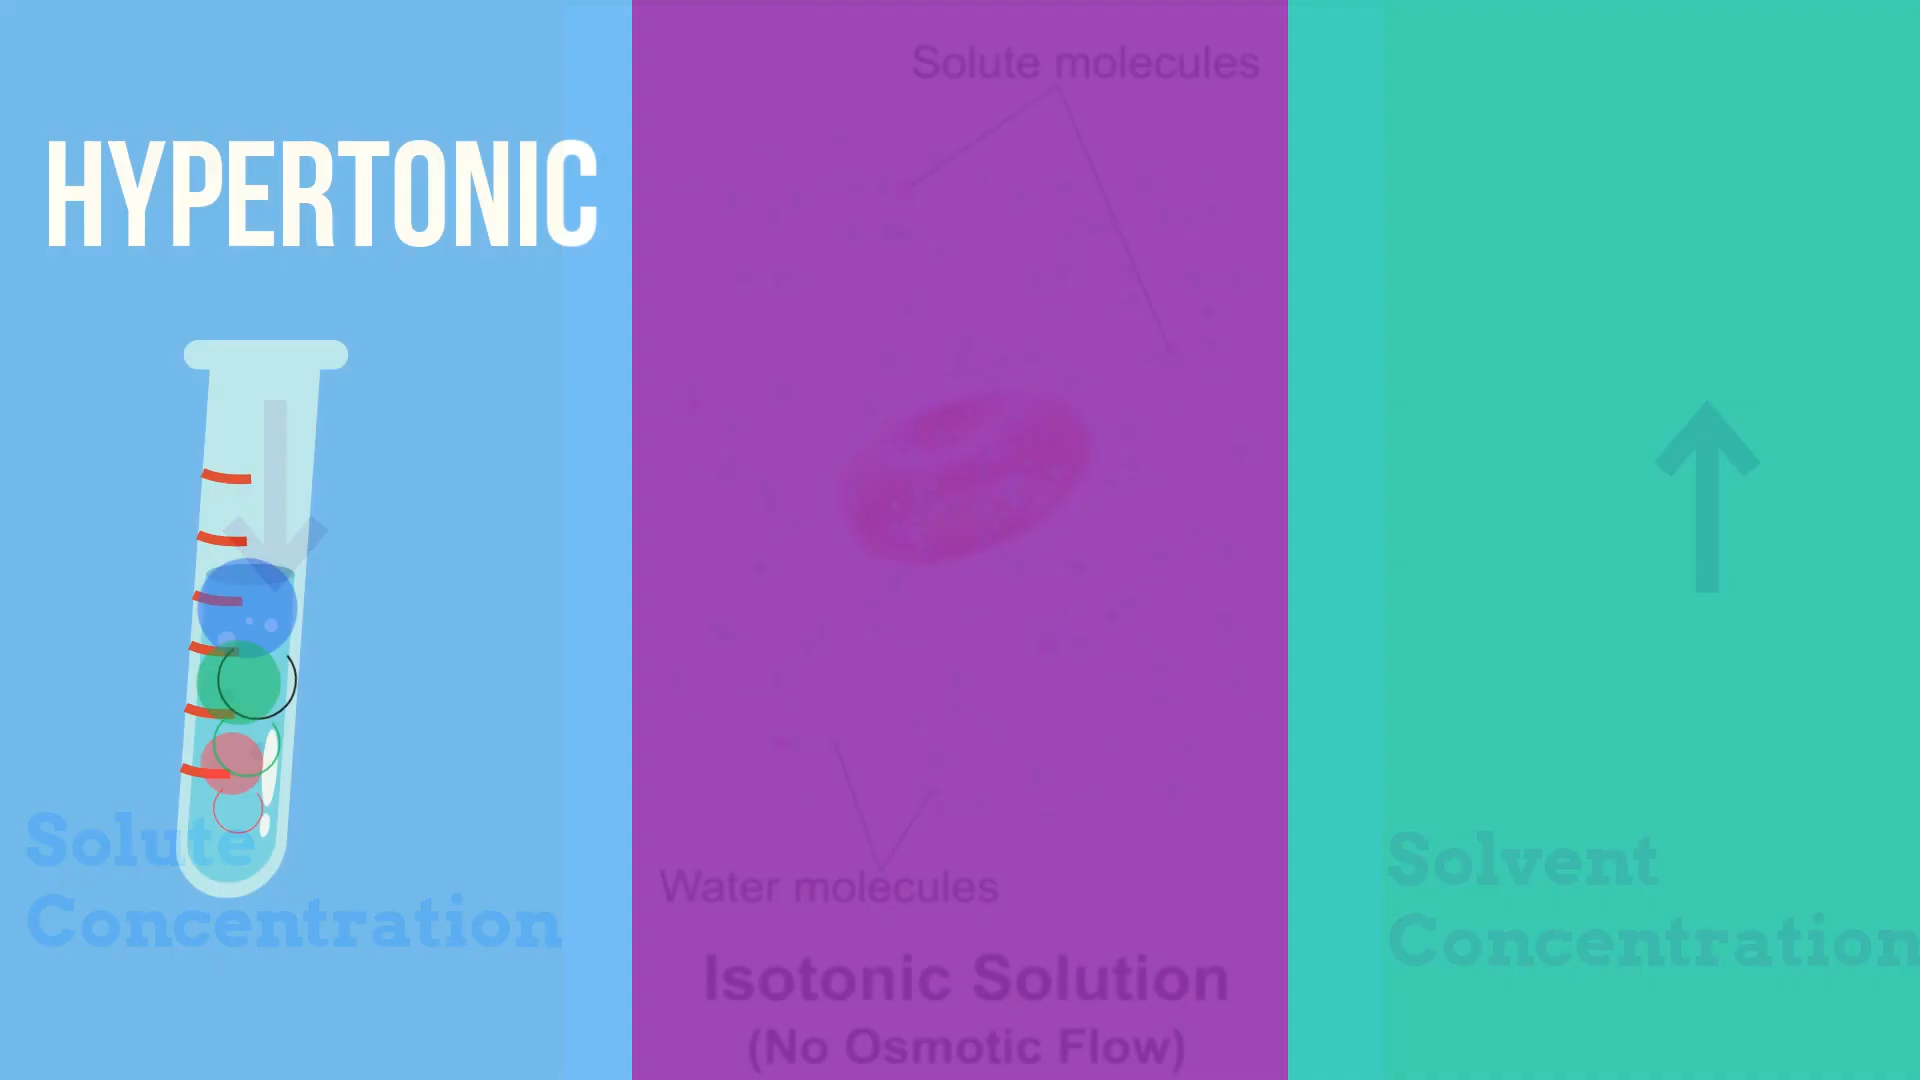 HYPERTONIC
Solute
Concentration
Solute molecules
Water molecules
Isotonic Solution
(No Osmotic Flow)
Solvent
Concentration